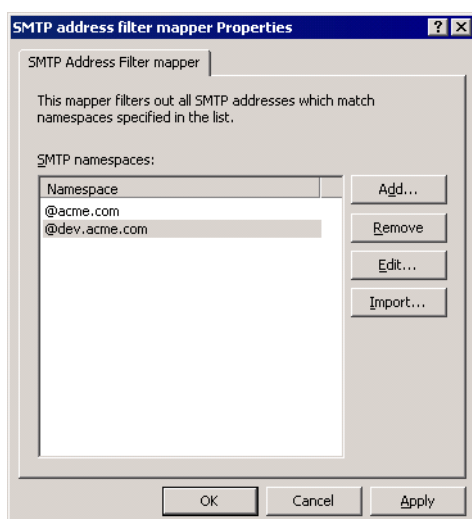 SMTP address filter mapper Properties
SMTP Address Filter mapper
This mapper filters out all SMTP addresses which match
namespaces specified in the list.
SMTP namespaces:
Namespace
Add...
@acme.com
@dev.acme.com
Remove
Edit...
Import...
OK Cancel Apply